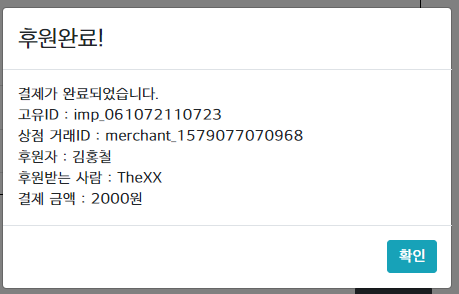 후원완료!
결제가 완료되었습니다.
고유ID : imp_061072110723
상점 거래ID : merchant_1579077070968
후원자 : 김홍철
후원받는 사람 : TheXX
결제 금액 : 2000원
확인